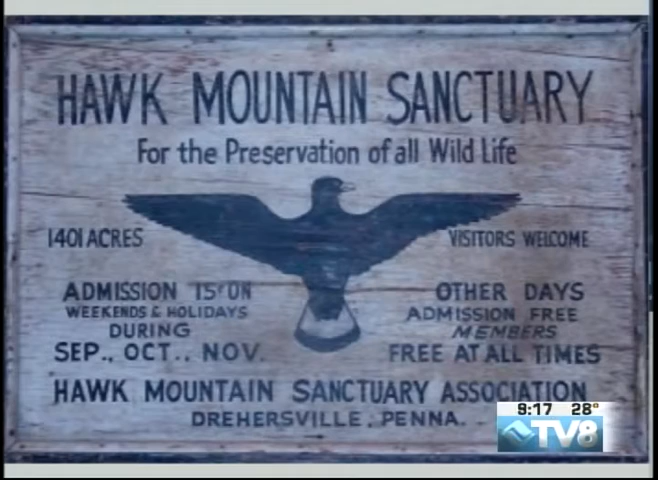 HAWK MOUNTAIN SANCTUARY
For the Preservation of all Wild Life
1401 ACRES
VISITORS WELCOME
ADMISSION 15¢ ON
WEEKENDS & HOLIDAYS
DURING
SEP., OCT., NOV.
OTHER DAYS
ADMISSION FREE
MEMBERS
FREE AT ALL TIMES
HAWK MOUNTAIN SANCTUARY ASSOCIATION
DREHERSVILLE, PENNA.
9:17 28°
TV8